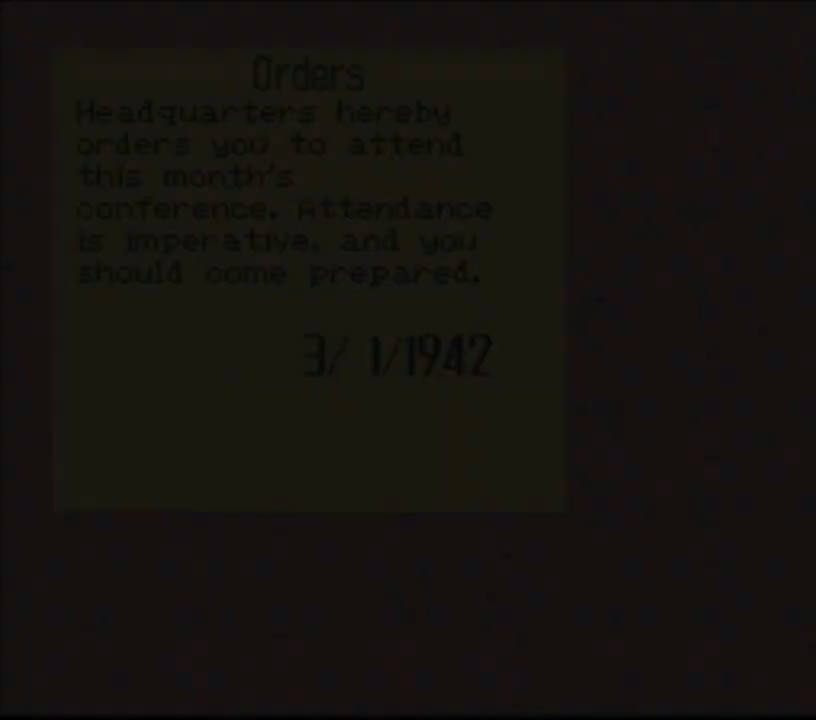 Orders
Headquarters hereby
orders you to attend
this month's
conference. Attendance
is imperative, and you
should come prepared.
3/ 1/1942